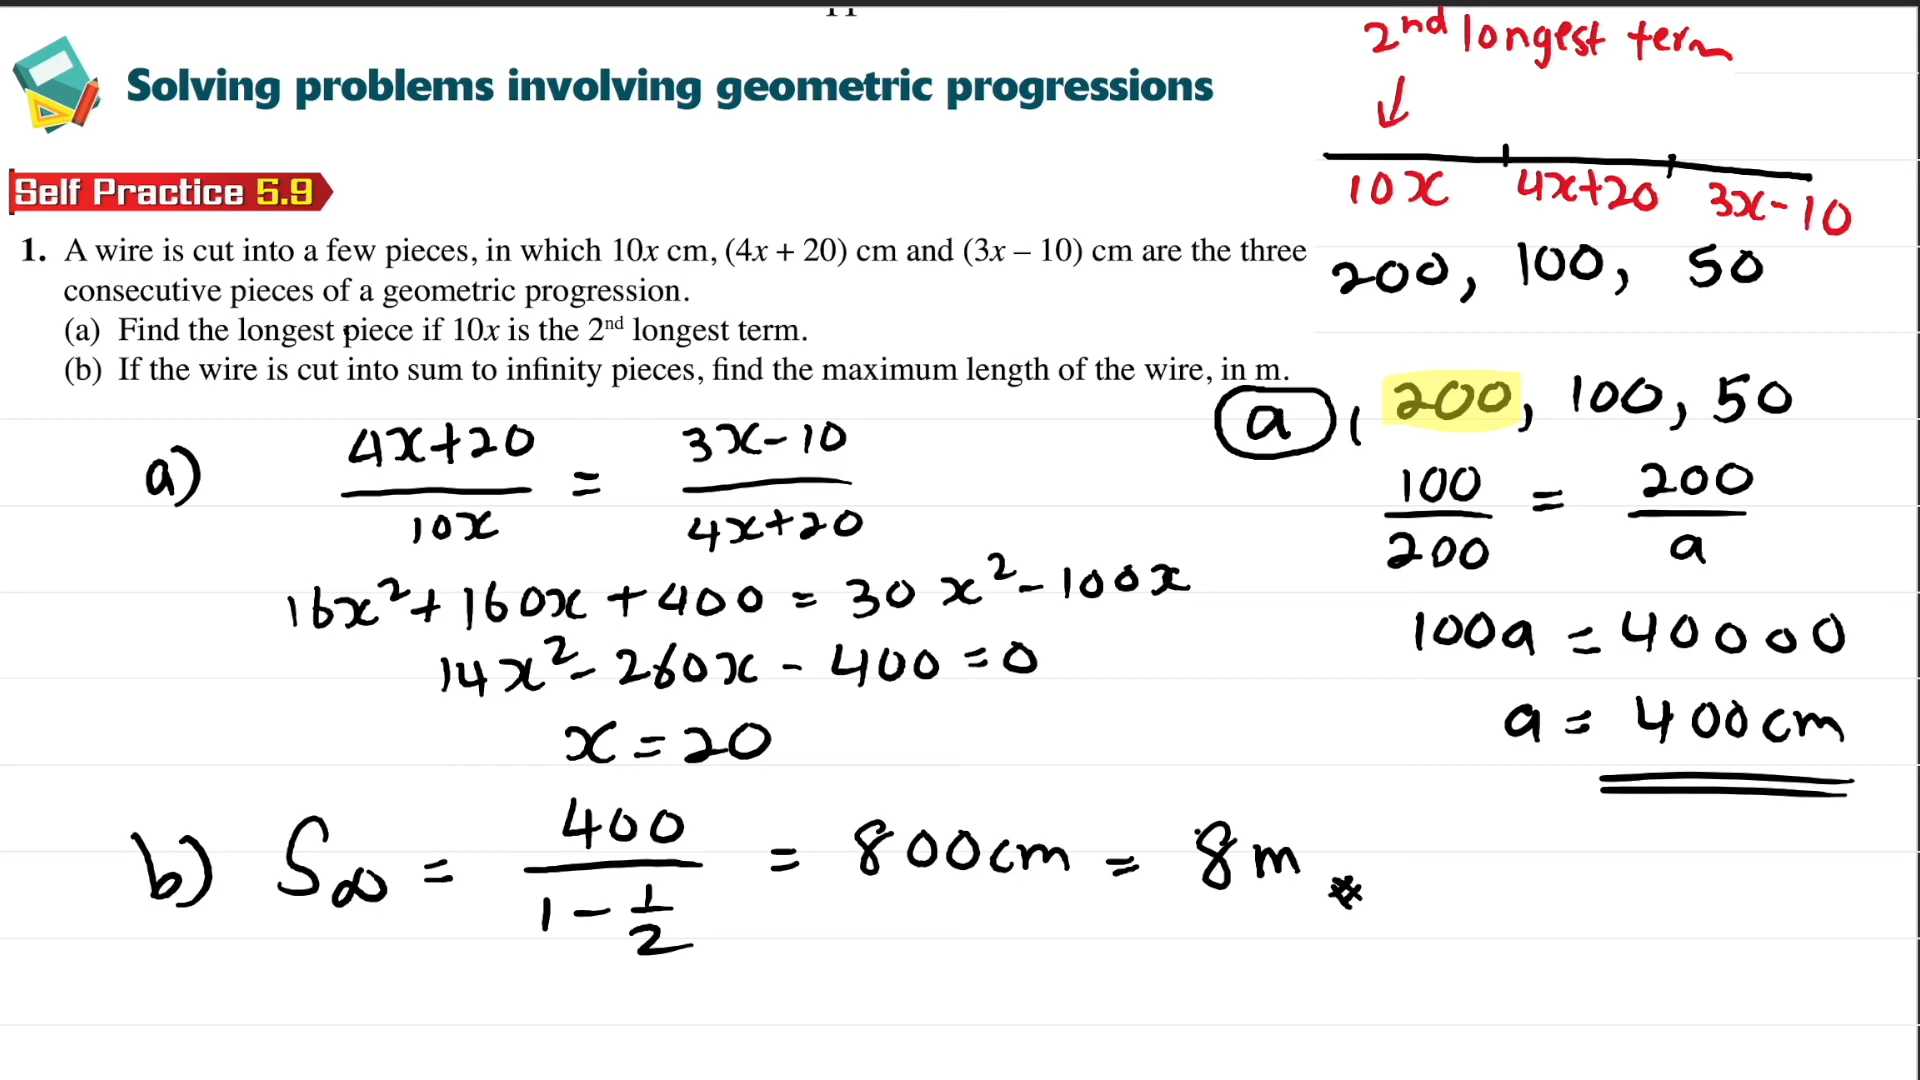 Solving problems involving geometric progressions
2nd longest term
10x 4x+20 3x-10
200, 100, 50
Self Practice 5.9
1. A wire is cut into a few pieces, in which 10x cm, (4x + 20) cm and (3x – 10) cm are the three
consecutive pieces of a geometric progression.
(a) Find the longest piece if 10x is the 2nd longest term.
(b) If the wire is cut into sum to infinity pieces, find the maximum length of the wire, in m.
a) (4x+20)/(10x) = (3x-10)/(4x+20)
16x²+160x+400 = 30x²-100x
14x²-260x-400=0
x=20
a, 200, 100, 50
100/200 = 200/a
100a = 40000
a = 400cm
b) S∞ = 400/(1-1/2) = 800cm = 8m